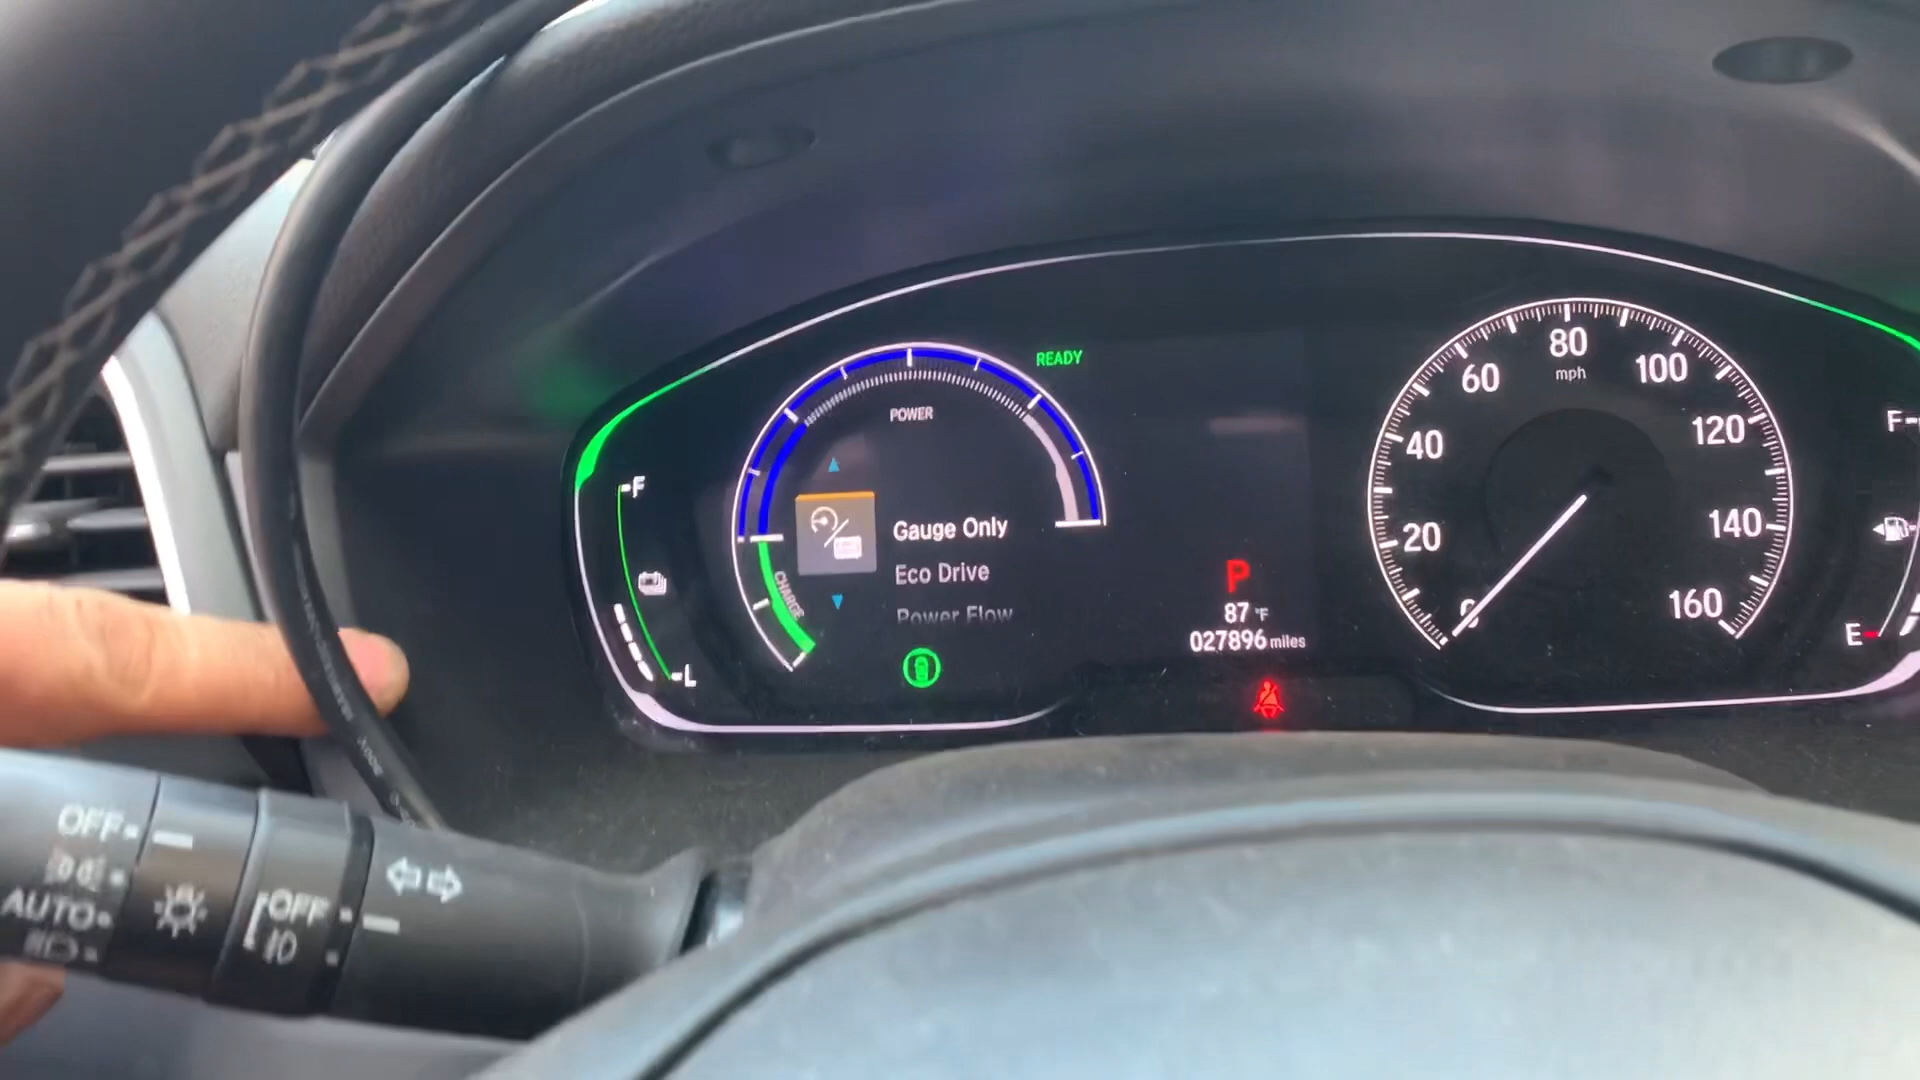 READY
POWER
CHARGE
Gauge Only
Eco Drive
Power Flow
F
L
P
87 °F
027896 miles
0
20
40
60
80
100
120
140
160
mph
F
E
OFF
AUTO
OFF